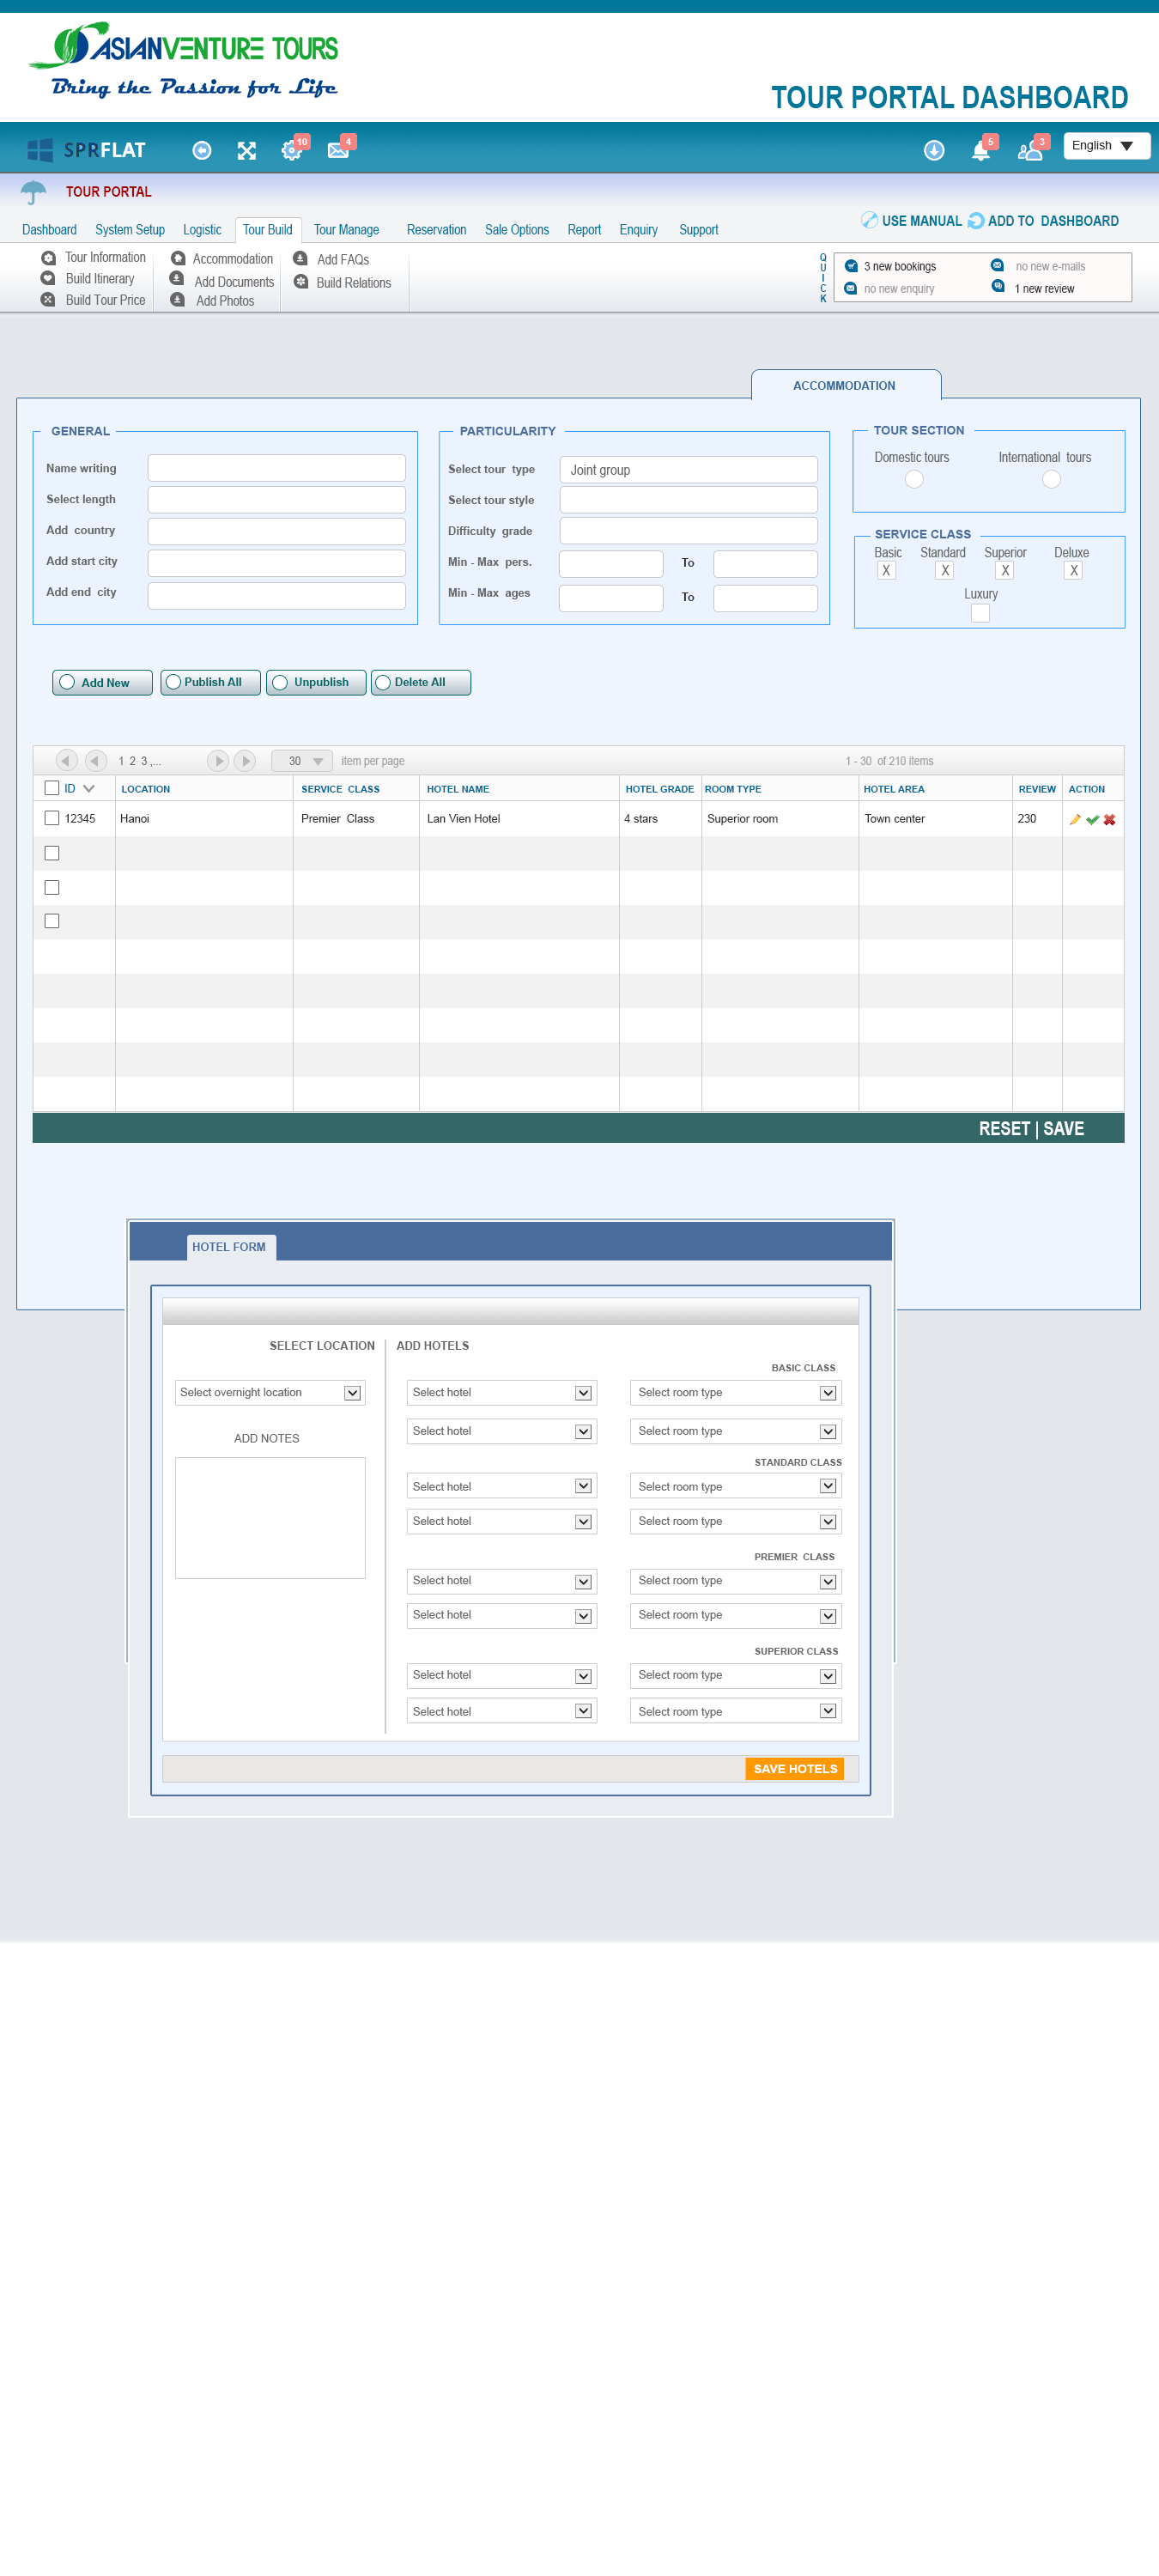 ASIANVENTURE TOURS
Bring the Passion for Life
TOUR PORTAL DASHBOARD
SPRFLAT 10 4 5 3 English
TOUR PORTAL
USE MANUAL ADD TO DASHBOARD
Dashboard System Setup Logistic Tour Build Tour Manage Reservation Sale Options Report Enquiry Support
Tour Information Accommodation Add FAQs
Build Itinerary Add Documents Build Relations
Build Tour Price Add Photos
QUICK
3 new bookings no new e-mails
no new enquiry 1 new review
ACCOMMODATION
GENERAL
Name writing
Select length
Add country
Add start city
Add end city
PARTICULARITY
Select tour type Joint group
Select tour style
Difficulty grade
Min - Max pers. To
Min - Max ages To
TOUR SECTION
Domestic tours International tours
SERVICE CLASS
Basic Standard Superior Deluxe
X X X X
Luxury
Add New Publish All Unpublish Delete All
1 2 3 ,... 30 item per page 1 - 30 of 210 items
ID LOCATION SERVICE CLASS HOTEL NAME HOTEL GRADE ROOM TYPE HOTEL AREA REVIEW ACTION
12345 Hanoi Premier Class Lan Vien Hotel 4 stars Superior room Town center 230
RESET | SAVE
HOTEL FORM
SELECT LOCATION ADD HOTELS
BASIC CLASS
Select overnight location Select hotel Select room type
Select hotel Select room type
ADD NOTES
STANDARD CLASS
Select hotel Select room type
Select hotel Select room type
PREMIER CLASS
Select hotel Select room type
Select hotel Select room type
SUPERIOR CLASS
Select hotel Select room type
Select hotel Select room type
SAVE HOTELS